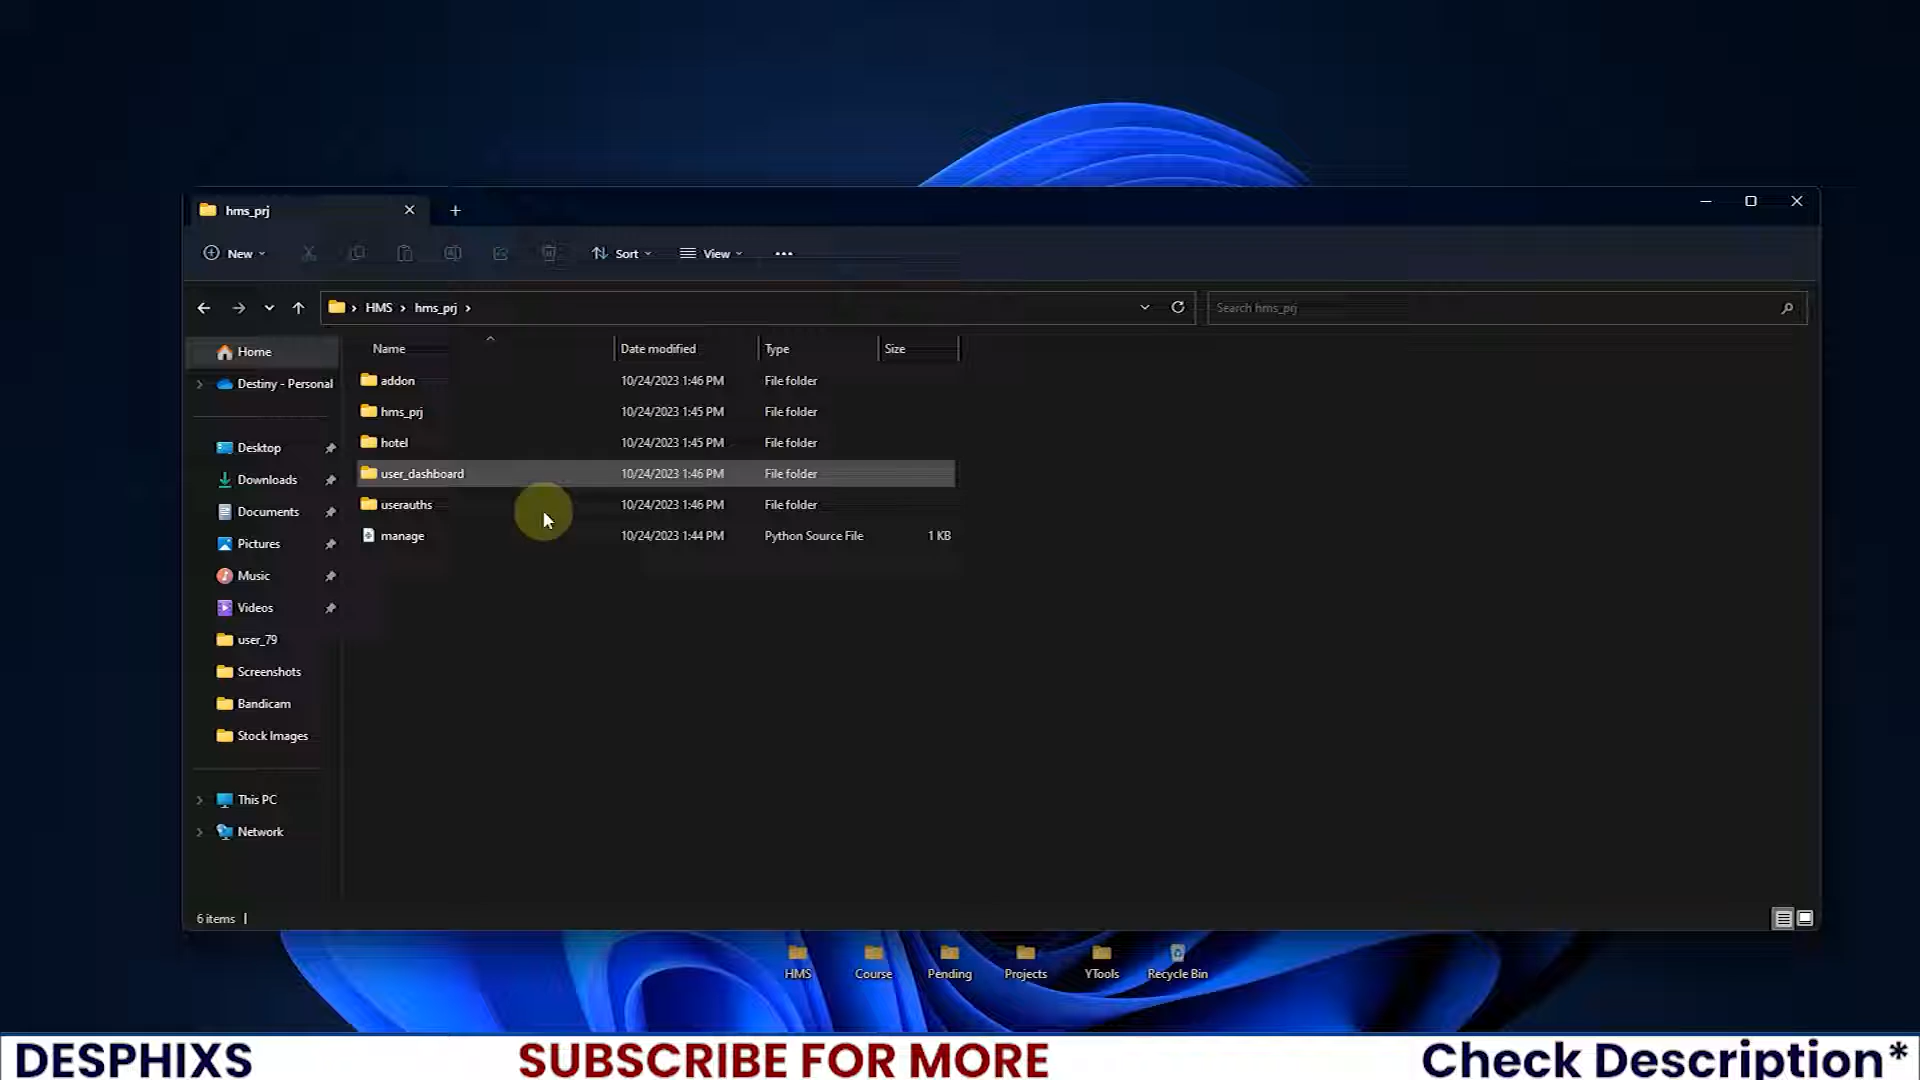 hms_prj
New
Sort
View
HMS
hms_prj
Search hms_prj
Name
Date modified
Type
Size
Home
Destiny - Personal
Desktop
Downloads
Documents
Pictures
Music
Videos
user_79
Screenshots
Bandicam
Stock Images
This PC
Network
addon 10/24/2023 1:46 PM File folder
hms_prj 10/24/2023 1:45 PM File folder
hotel 10/24/2023 1:45 PM File folder
user_dashboard 10/24/2023 1:46 PM File folder
userauths 10/24/2023 1:46 PM File folder
manage 10/24/2023 1:44 PM Python Source File 1 KB
6 items
HMS
Course
Pending
Projects
YTools
Recycle Bin
DESPHIXS
SUBSCRIBE FOR MORE
Check Description*